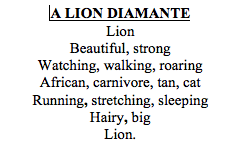 A LION DIAMANTE
Lion
Beautiful, strong
Watching, walking, roaring
African, carnivore, tan, cat
Running, stretching, sleeping
Hairy, big
Lion.